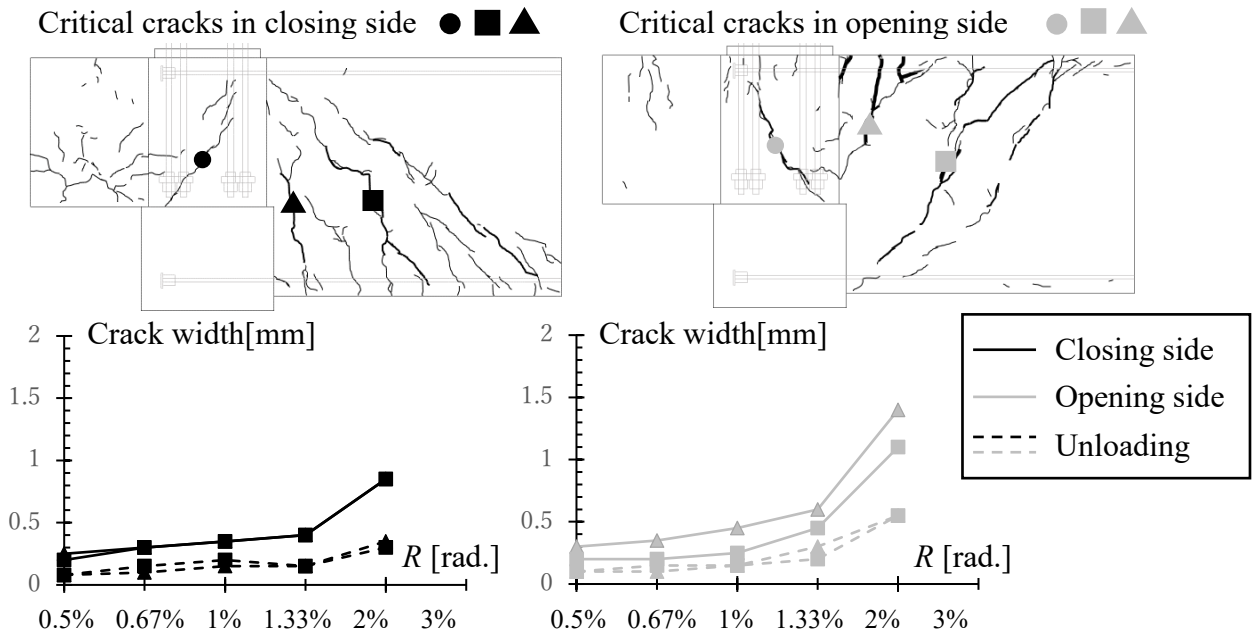 Critical cracks in closing side
Critical cracks in opening side
Crack width[mm]
2
1.5
1
0.5
0
R [rad.]
0.5% 0.67% 1% 1.33% 2% 3%
Crack width[mm]
2
1.5
1
0.5
0
R [rad.]
0.5% 0.67% 1% 1.33% 2% 3%
Closing side
Opening side
Unloading